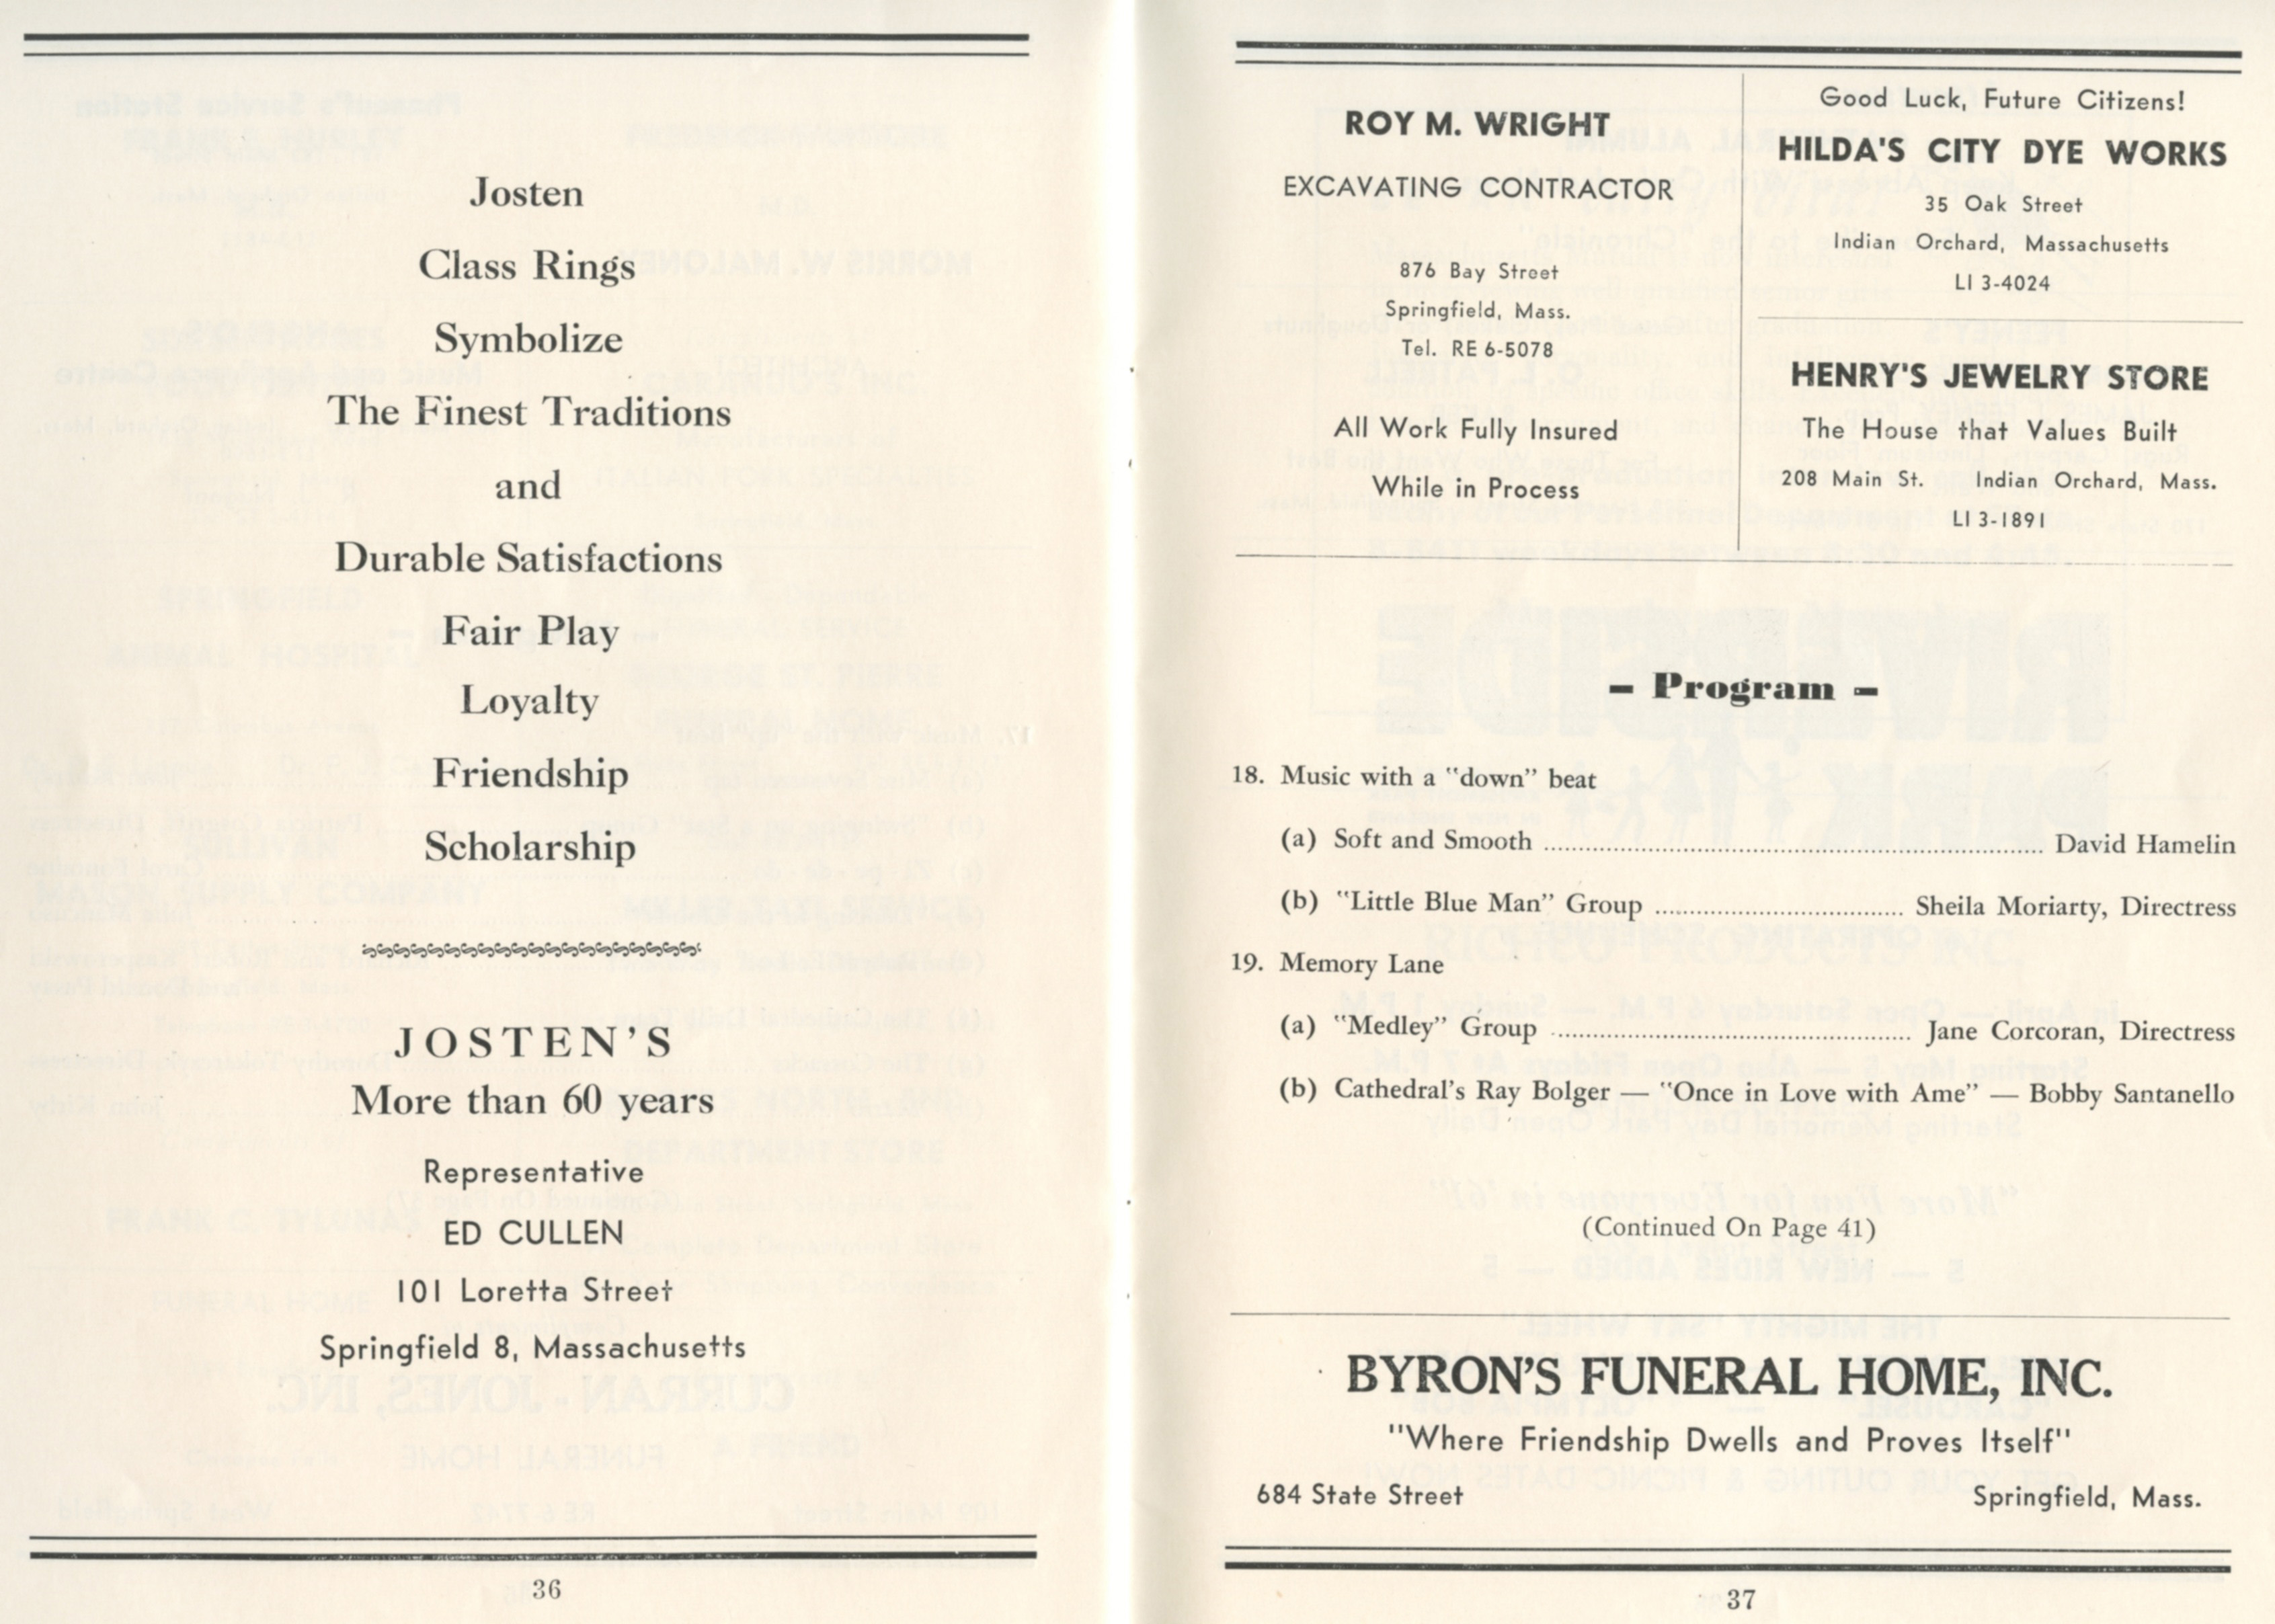 Josten
Class Rings
Symbolize
The Finest Traditions
and
Durable Satisfactions
Fair Play
Loyalty
Friendship
Scholarship
JOSTEN'S
More than 60 years
Representative
ED CULLEN
101 Loretta Street
Springfield 8, Massachusetts
36
ROY M. WRIGHT
EXCAVATING CONTRACTOR
876 Bay Street
Springfield, Mass.
Tel. RE 6-5078
All Work Fully Insured
While in Process
Good Luck, Future Citizens!
HILDA'S CITY DYE WORKS
35 Oak Street
Indian Orchard, Massachusetts
LI 3-4024
HENRY'S JEWELRY STORE
The House that Values Built
208 Main St. Indian Orchard, Mass.
LI 3-1891
– Program –
18. Music with a "down" beat
(a) Soft and Smooth ........ David Hamelin
(b) "Little Blue Man" Group ........ Sheila Moriarty, Directress
19. Memory Lane
(a) "Medley" Group ........ Jane Corcoran, Directress
(b) Cathedral's Ray Bolger — "Once in Love with Ame" — Bobby Santanello
(Continued On Page 41)
BYRON'S FUNERAL HOME, INC.
"Where Friendship Dwells and Proves Itself"
684 State Street Springfield, Mass.
37